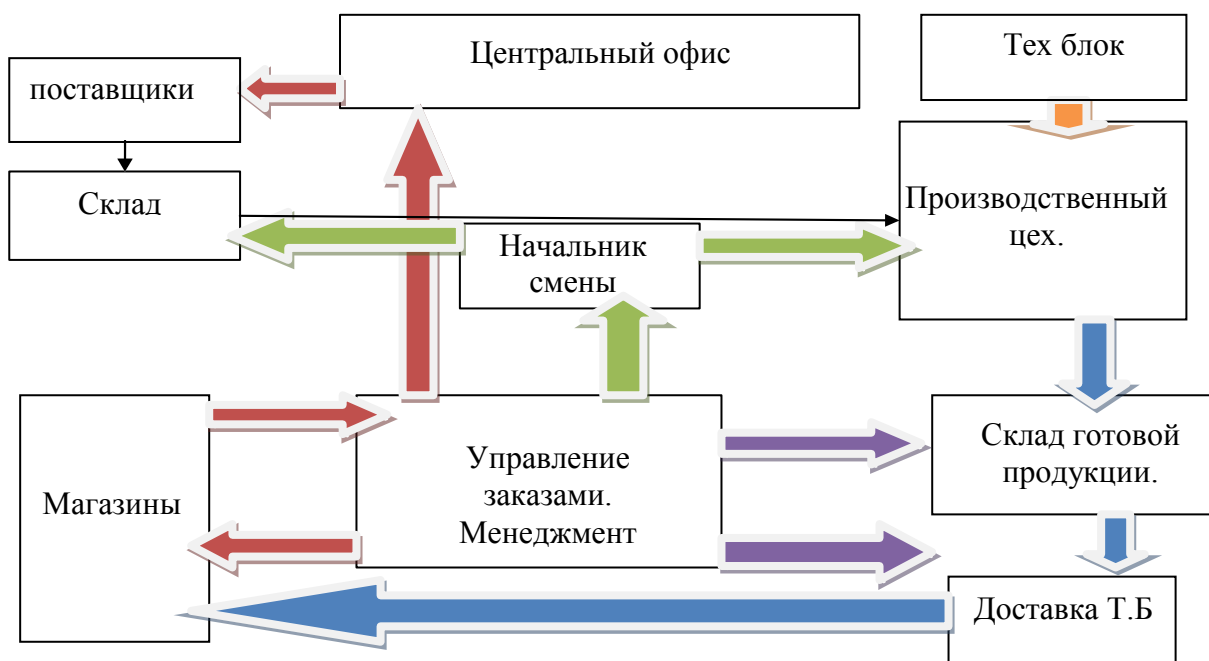 Центральный офис
Тех блок
поставщики
Склад
Производственный
цех.
Начальник
смены
Магазины
Управление
заказами.
Менеджмент
Склад готовой
продукции.
Доставка Т.Б